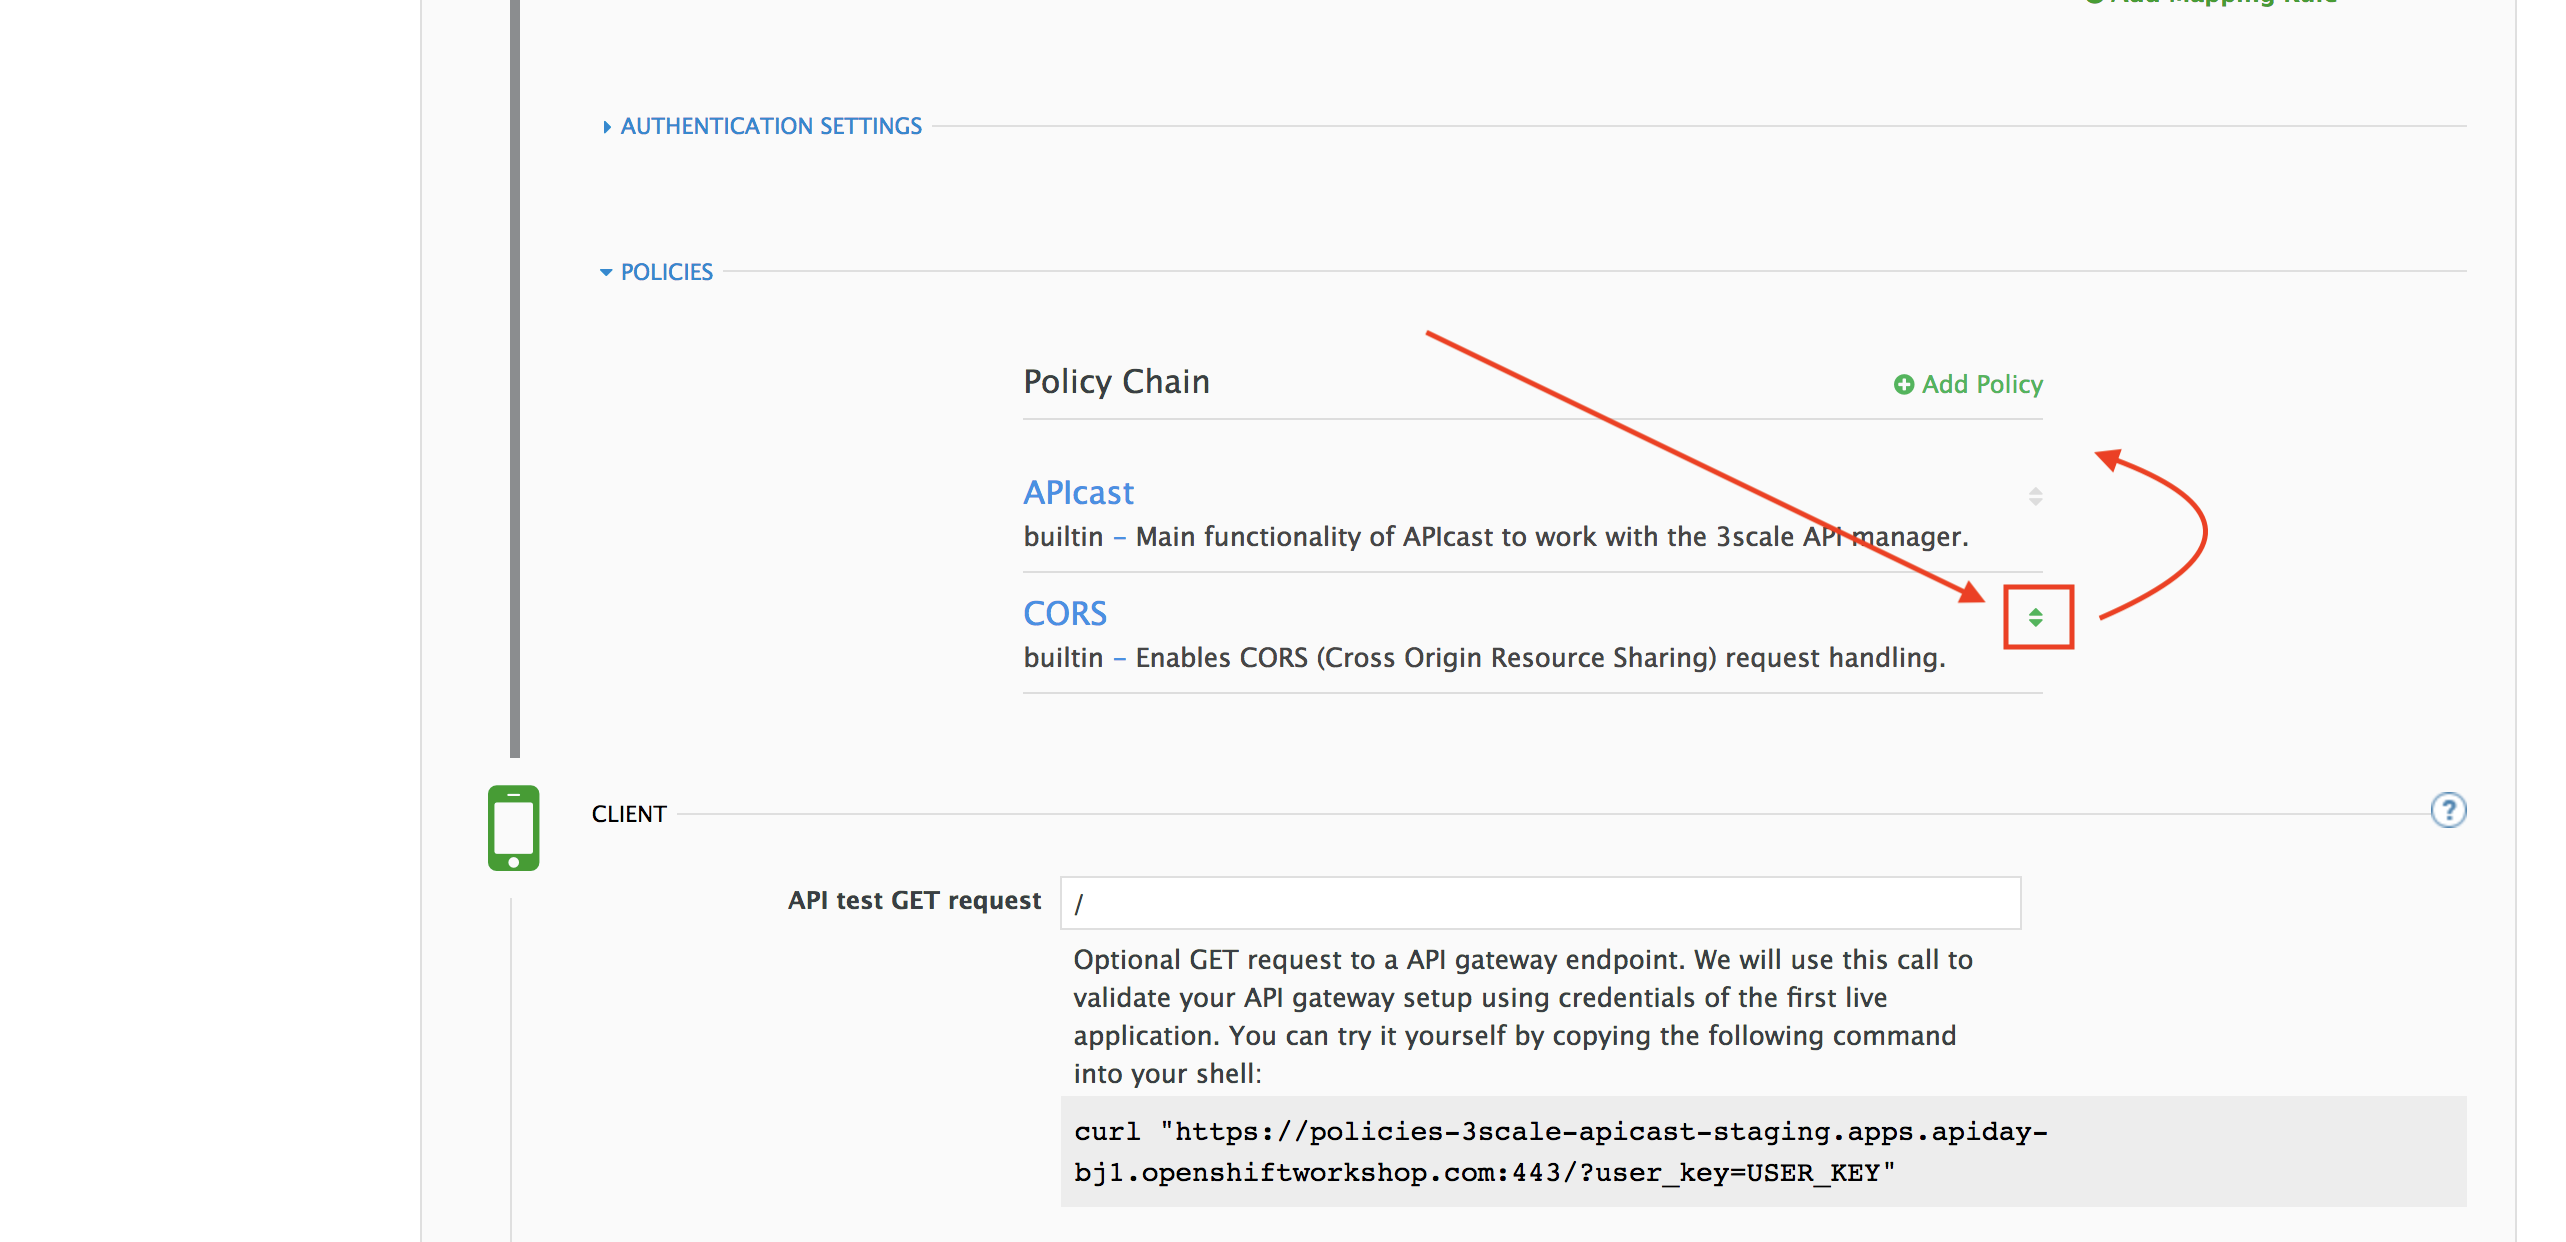 Add Mapping Rule
AUTHENTICATION SETTINGS
POLICIES
Policy Chain
Add Policy
APIcast
builtin – Main functionality of APIcast to work with the 3scale API manager.
CORS
builtin – Enables CORS (Cross Origin Resource Sharing) request handling.
CLIENT
?
API test GET request
/
Optional GET request to a API gateway endpoint. We will use this call to
validate your API gateway setup using credentials of the first live
application. You can try it yourself by copying the following command
into your shell:
curl "https://policies-3scale-apicast-staging.apps.apiday-
bj1.openshiftworkshop.com:443/?user_key=USER_KEY"